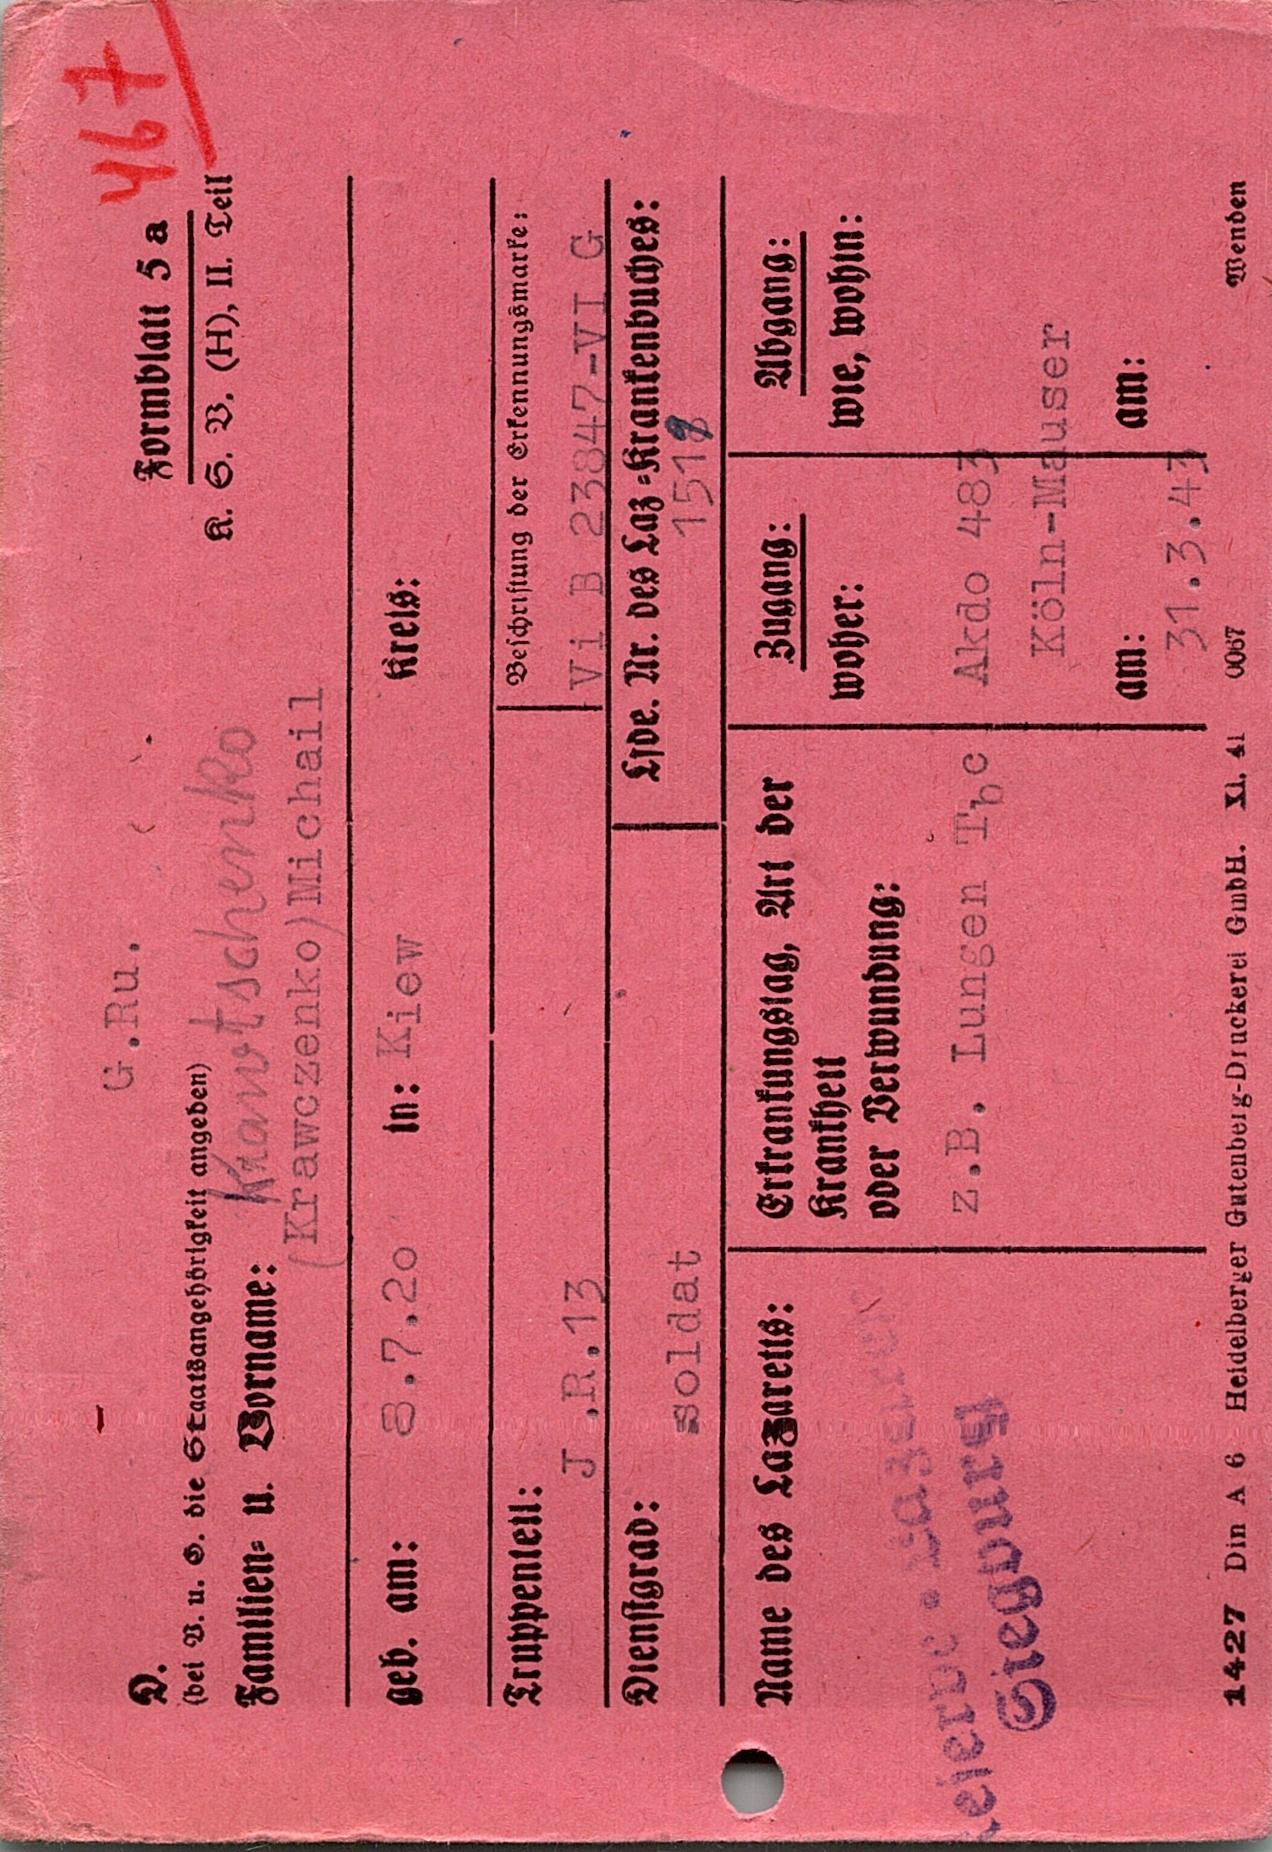 467
G.Ru.
Formblatt 5 a
K. S. V. (H), II. Teil
D.
(bei V. u. G. die Staatsangehörigkeit angeben)
Krawtschenko
Familien- u. Vorname: (Krawczenko) Michail
geb. am: 8.7.2o in: Kiew Kreis:
Truppenteil: J .R.13
Beschriftung der Erkennungsmarke:
Vi B 23847-VI G
Dienstgrad: soldat
Lfde. Nr. des Laz-Krankenbuches:
1519
Name des Lazaretts:
Siegburg
Erkrankungstag, Art der
Krankheit
oder Verwundung:
z.B. Lungen Tbc
Zugang:
woher:
Akdo 483
Köln-Mauser
am:
31.3.43
Abgang:
wie, wohin:
am:
1427 Din A 6 Heidelberger Gutenberg-Druckerei GmbH. XI. 41 0067
Wenden